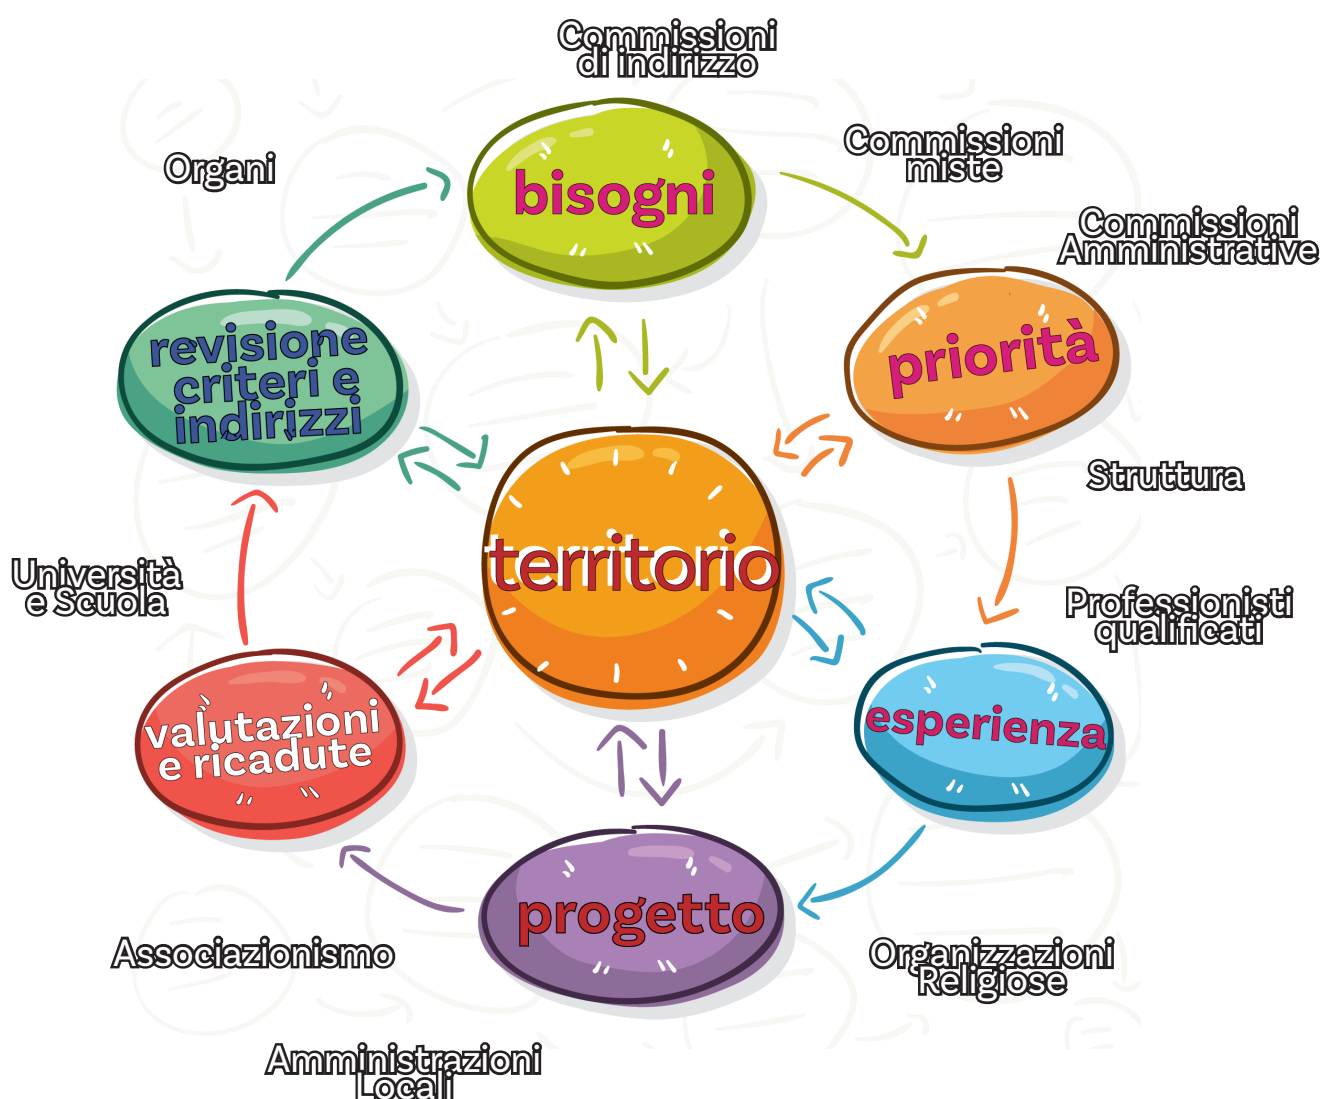 Commissioni
di indirizzo
Organi
Commissioni
miste
bisogni
Commissioni
Amministrative
revisione
criteri e
indirizzi
priorità
Struttura
territorio
Università
e Scuola
Professionisti
qualificati
valutazioni
e ricadute
esperienza
progetto
Associazionismo
Organizzazioni
Religiose
Amministrazioni
Locali